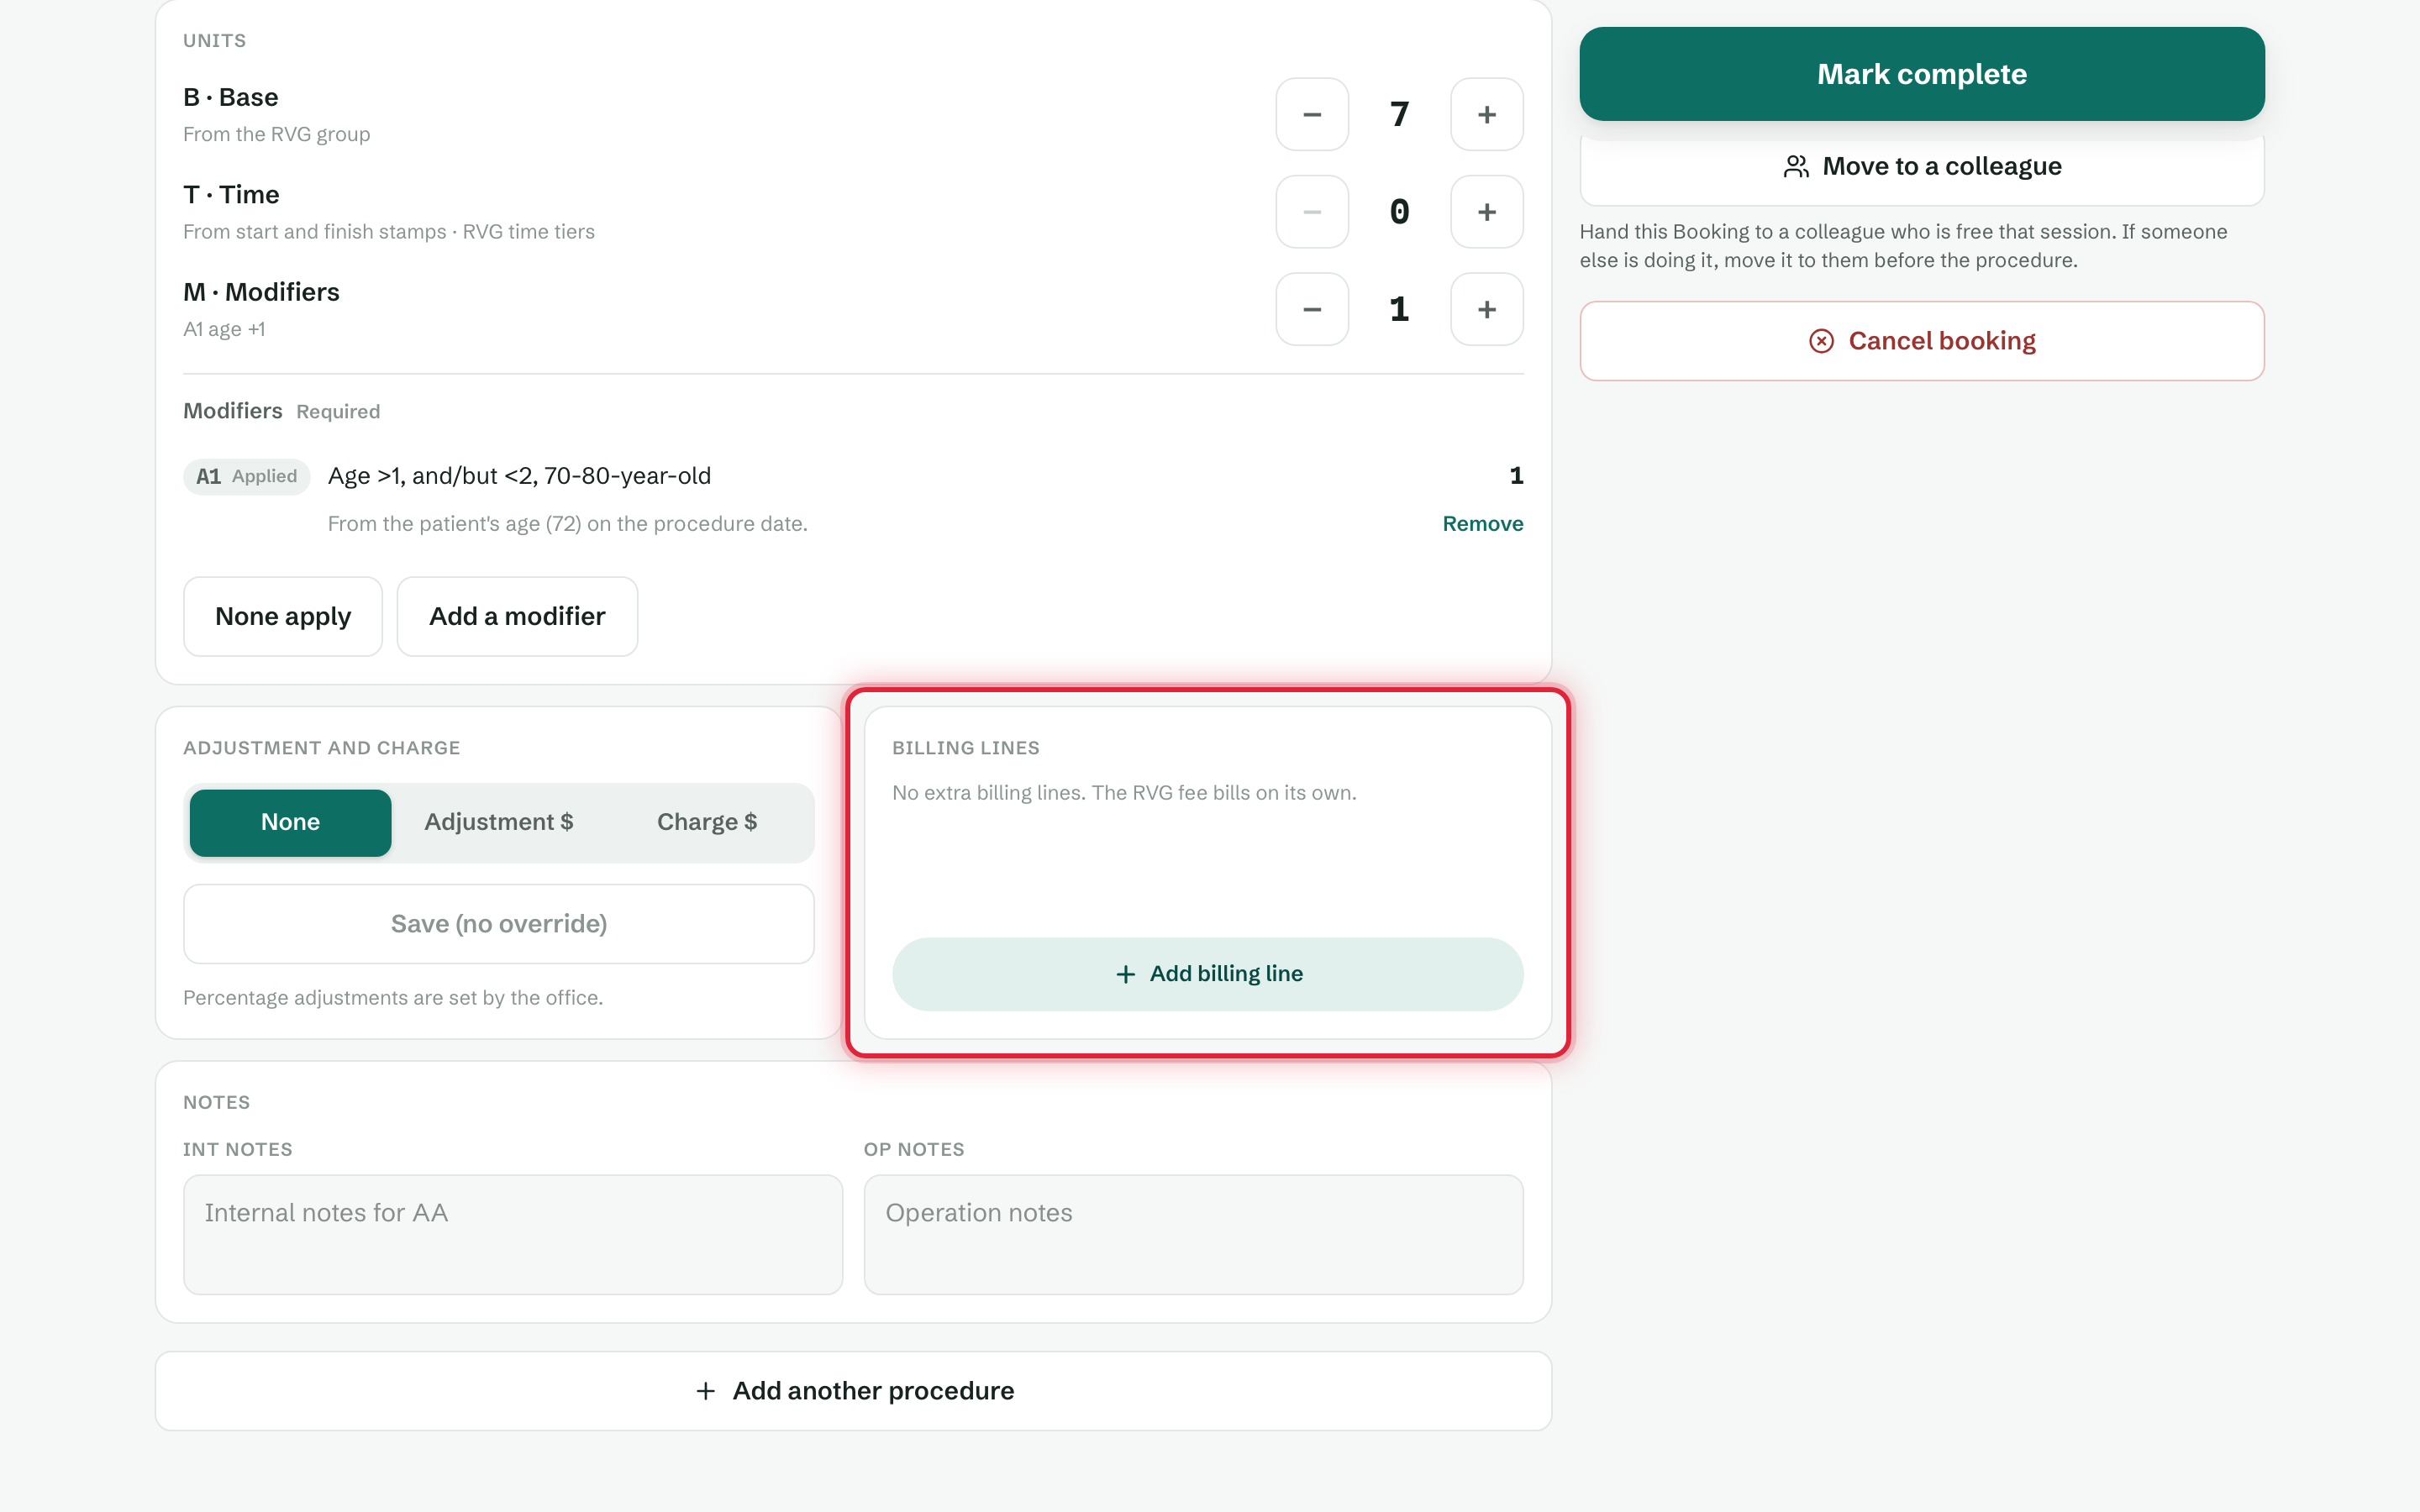 UNITS
B · Base
From the RVG group
− 7 +
T · Time
From start and finish stamps · RVG time tiers
− 0 +
M · Modifiers
A1 age +1
− 1 +
Modifiers Required
A1 Applied Age >1, and/but <2, 70-80-year-old 1
From the patient's age (72) on the procedure date. Remove
None apply Add a modifier
ADJUSTMENT AND CHARGE
None Adjustment $ Charge $
Save (no override)
Percentage adjustments are set by the office.
BILLING LINES
No extra billing lines. The RVG fee bills on its own.
+ Add billing line
NOTES
INT NOTES
Internal notes for AA
OP NOTES
Operation notes
+ Add another procedure
Mark complete
Move to a colleague
Hand this Booking to a colleague who is free that session. If someone
else is doing it, move it to them before the procedure.
Cancel booking